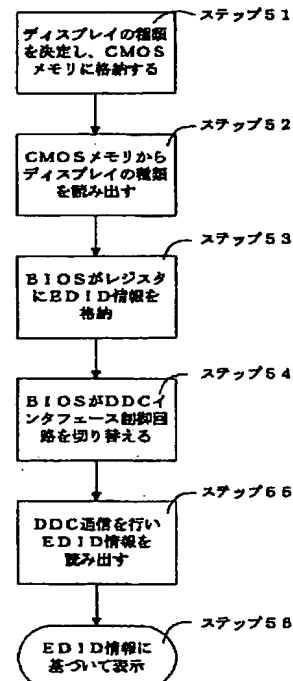 ステップ51
ディスプレイの種類
を決定し、CMOS
メモリに格納する
ステップ52
CMOSメモリから
ディスプレイの種類
を読み出す
ステップ53
BIOSがレジスタ
にEDID情報を
格納
ステップ54
BIOSがDDCイ
ンタフェース制御回
路を切り替える
ステップ55
DDC通信を行い
EDID情報を
読み出す
ステップ56
EDID情報に
基づいて表示